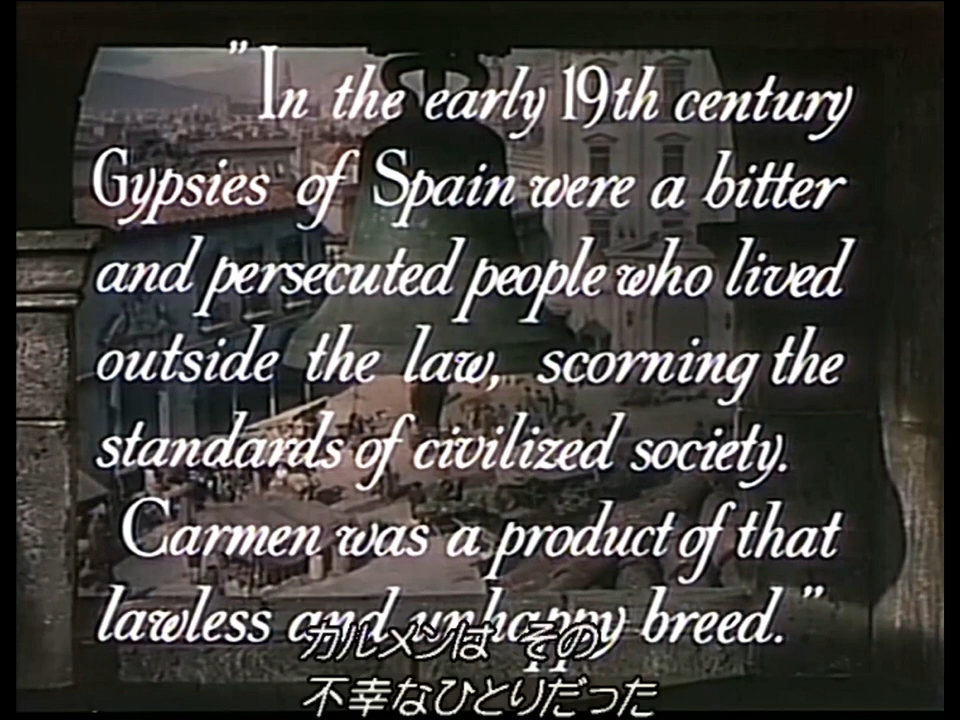 "In the early 19th century
Gypsies of Spain were a bitter
and persecuted people who lived
outside the law, scorning the
standards of civilized society.
Carmen was a product of that
lawless and unhappy breed."
カルメンは その
不幸なひとりだった